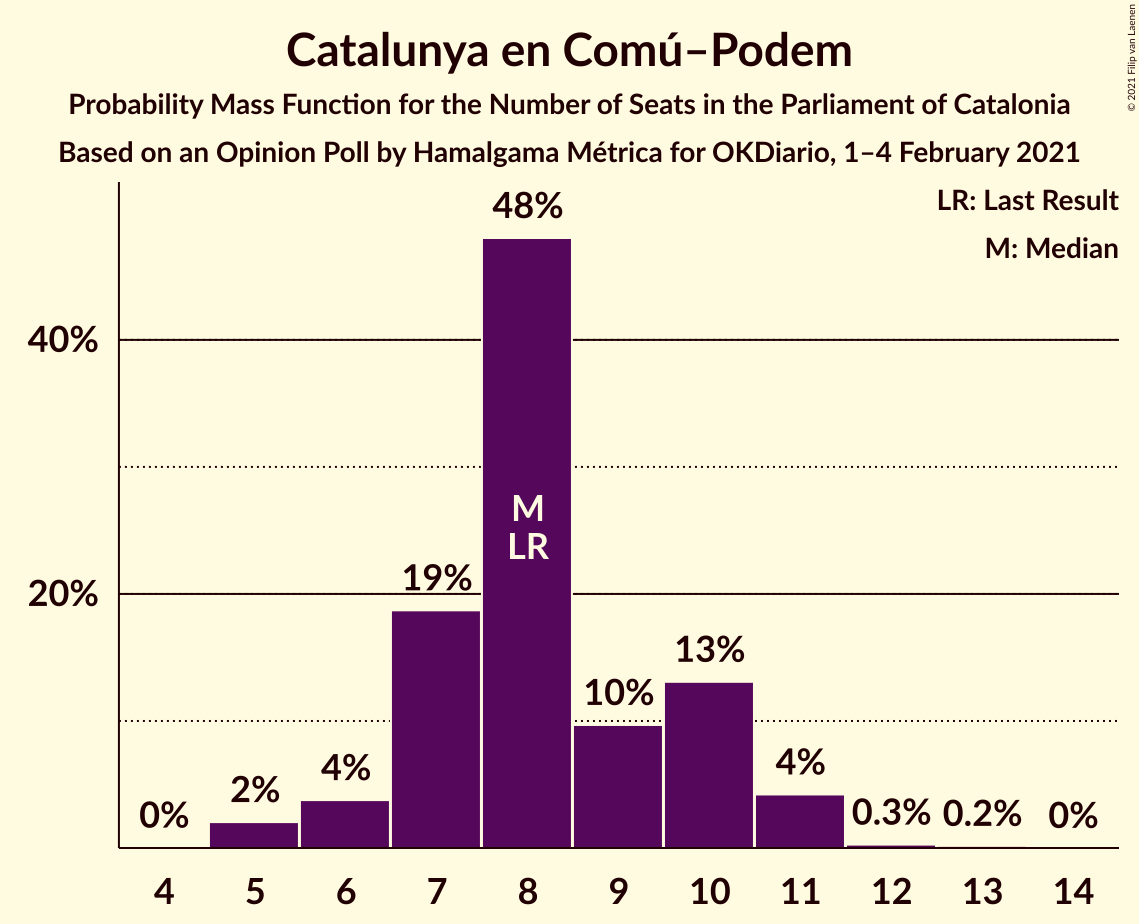 Catalunya en Comú–Podem
Probability Mass Function for the Number of Seats in the Parliament of Catalonia
Based on an Opinion Poll by Hamalgama Métrica for OKDiario, 1–4 February 2021
© 2021 Filip van Laenen
LR: Last Result
M: Median
48%
40%
M
LR
20%
19%
13%
10%
4%
4%
2%
0%
0.3%
0.2%
0%
4 5 6 7 8 9 10 11 12 13 14